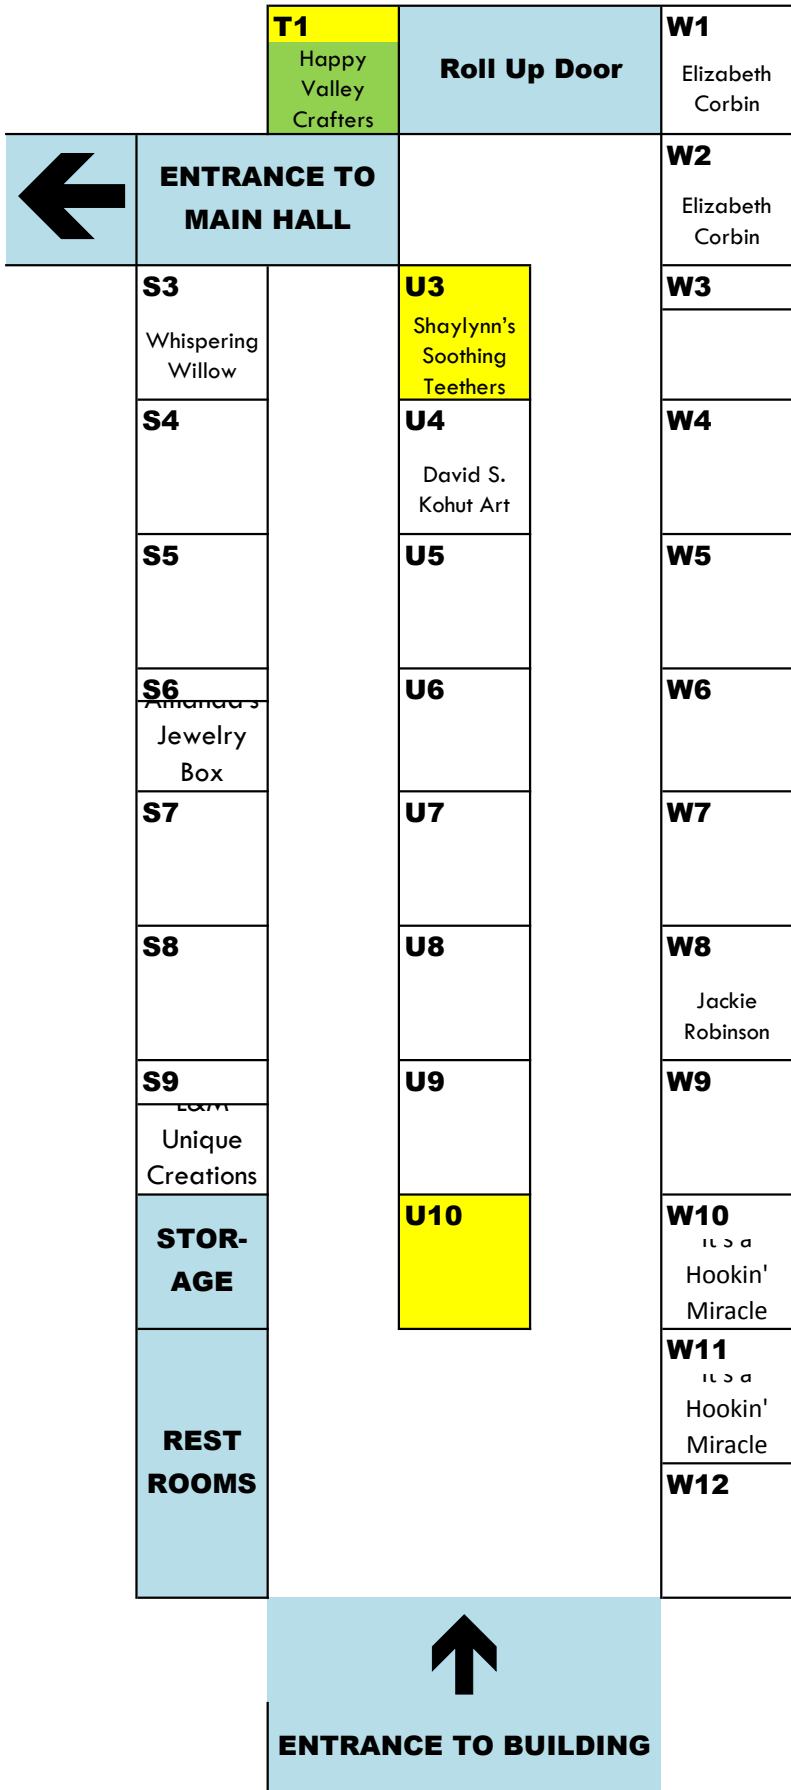 T1
Happy
Valley
Crafters
Roll Up Door
W1
Elizabeth
Corbin
ENTRANCE TO
MAIN HALL
W2
Elizabeth
Corbin
S3
Whispering
Willow
U3
Shaylynn's
Soothing
Teethers
W3
S4
U4
David S.
Kohut Art
W4
S5
U5
W5
S6
Amanda's
Jewelry
Box
U6
W6
S7
U7
W7
S8
U8
W8
Jackie
Robinson
S9
L&M
Unique
Creations
U9
W9
STOR-
AGE
U10
W10
It's a
Hookin'
Miracle
REST
ROOMS
W11
It's a
Hookin'
Miracle
W12
ENTRANCE TO BUILDING